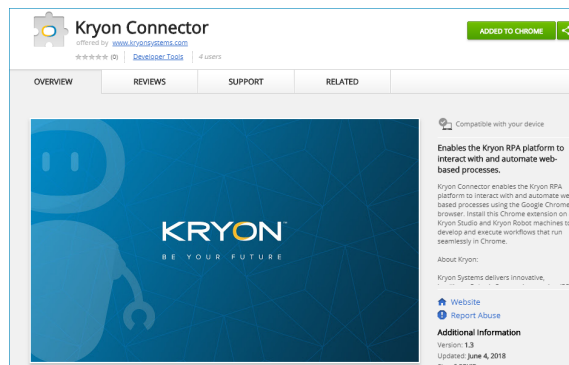 Kryon Connector
offered by www.kryonsystems.com
(0) Developer Tools 4 users
ADDED TO CHROME
OVERVIEW REVIEWS SUPPORT RELATED
KRYON™
BE YOUR FUTURE
Compatible with your device
Enables the Kryon RPA platform to
interact with and automate web-
based processes.
Kryon Connector enables the Kryon RPA
platform to interact with and automate we
based processes using the Google Chrome
browser. Install this Chrome extension on
Kryon Studio and Kryon Robot machines to
develop and execute workflows that run
seamlessly in Chrome.
About Kryon:
Kryon Systems delivers innovative,
Website
Report Abuse
Additional Information
Version: 1.3
Updated: June 4, 2018